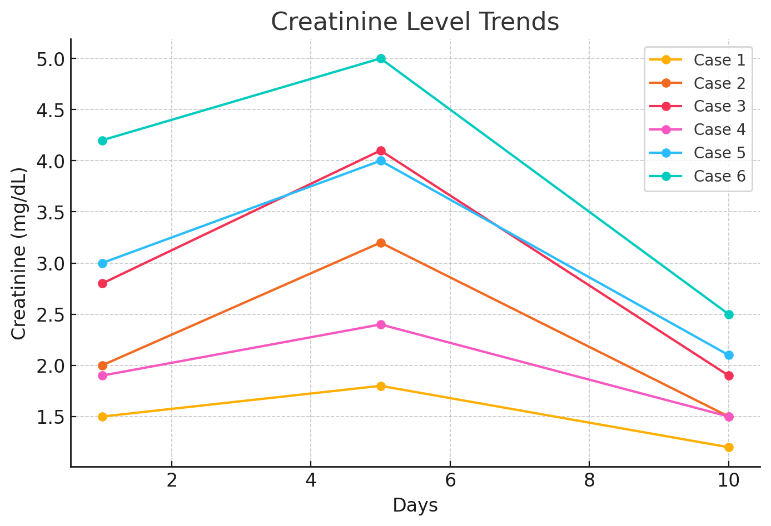 Creatinine Level Trends
Creatinine (mg/dL)
5.0
4.5
4.0
3.5
3.0
2.5
2.0
1.5
Case 1
Case 2
Case 3
Case 4
Case 5
Case 6
2 4 6 8 10
Days